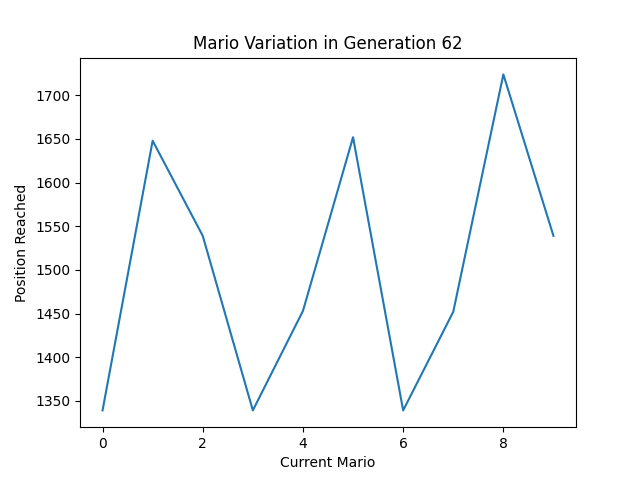 Mario Variation in Generation 62
1700
1650
1600
1550
1500
1450
1400
1350
Position Reached
0 2 4 6 8
Current Mario